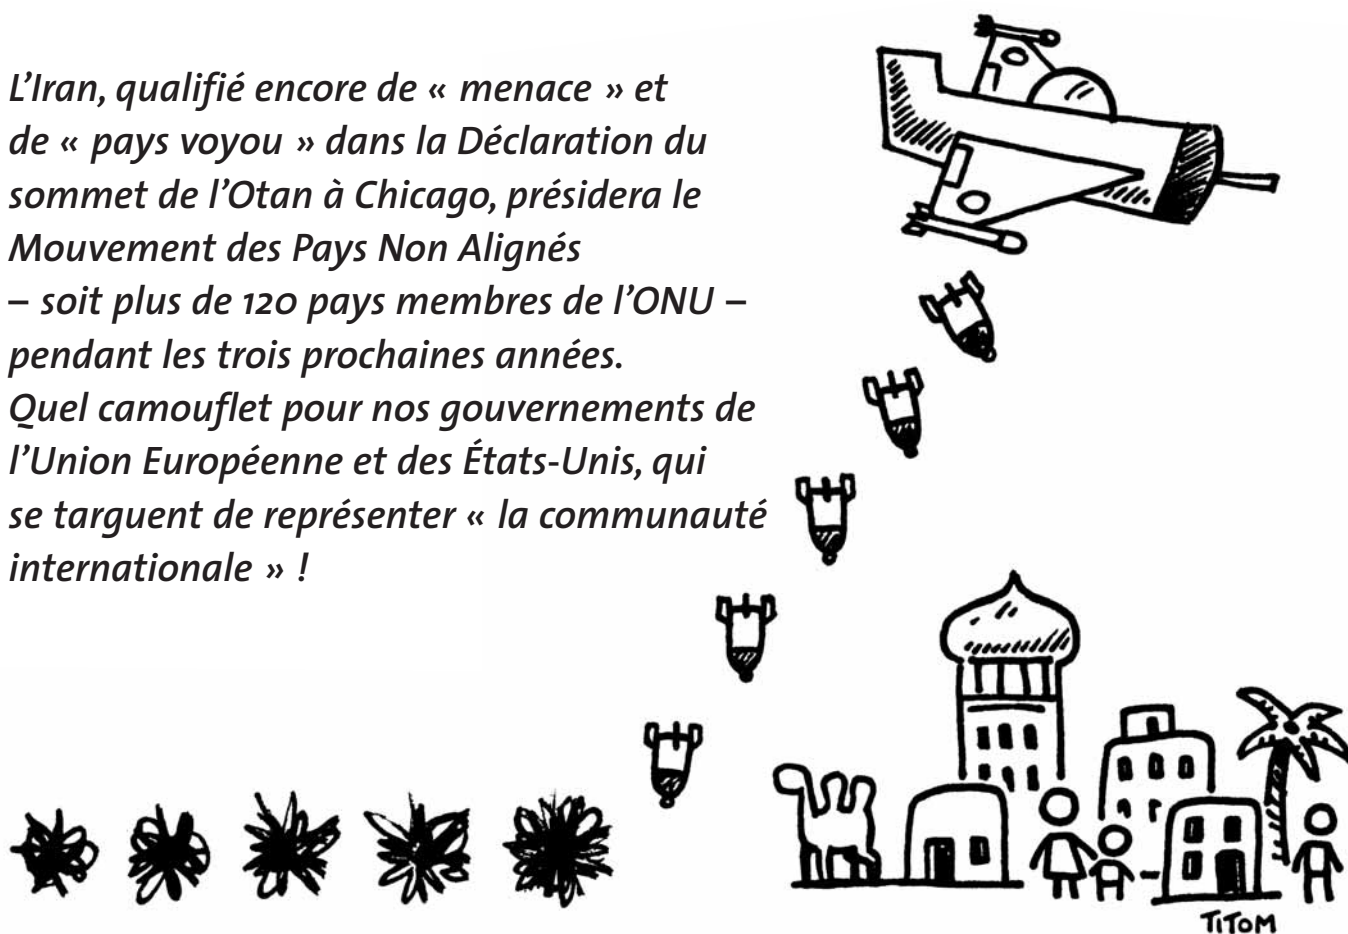 L’Iran, qualifié encore de « menace » et
de « pays voyou » dans la Déclaration du
sommet de l’Otan à Chicago, présidera le
Mouvement des Pays Non Alignés
– soit plus de 120 pays membres de l’ONU –
pendant les trois prochaines années.
Quel camouflet pour nos gouvernements de
l’Union Européenne et des États-Unis, qui
se targuent de représenter « la communauté
internationale » !
TiTOM